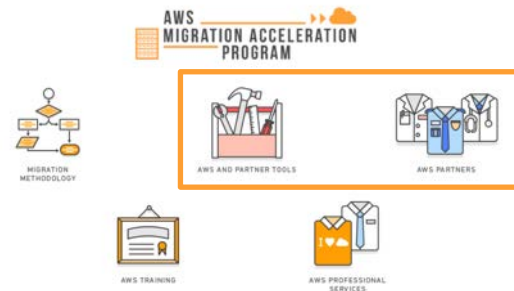 AWS
MIGRATION ACCELERATION
PROGRAM
MIGRATION
METHODOLOGY
AWS AND PARTNER TOOLS
AWS PARTNERS
AWS TRAINING
I ♥ ☁
AWS PROFESSIONAL
SERVICES